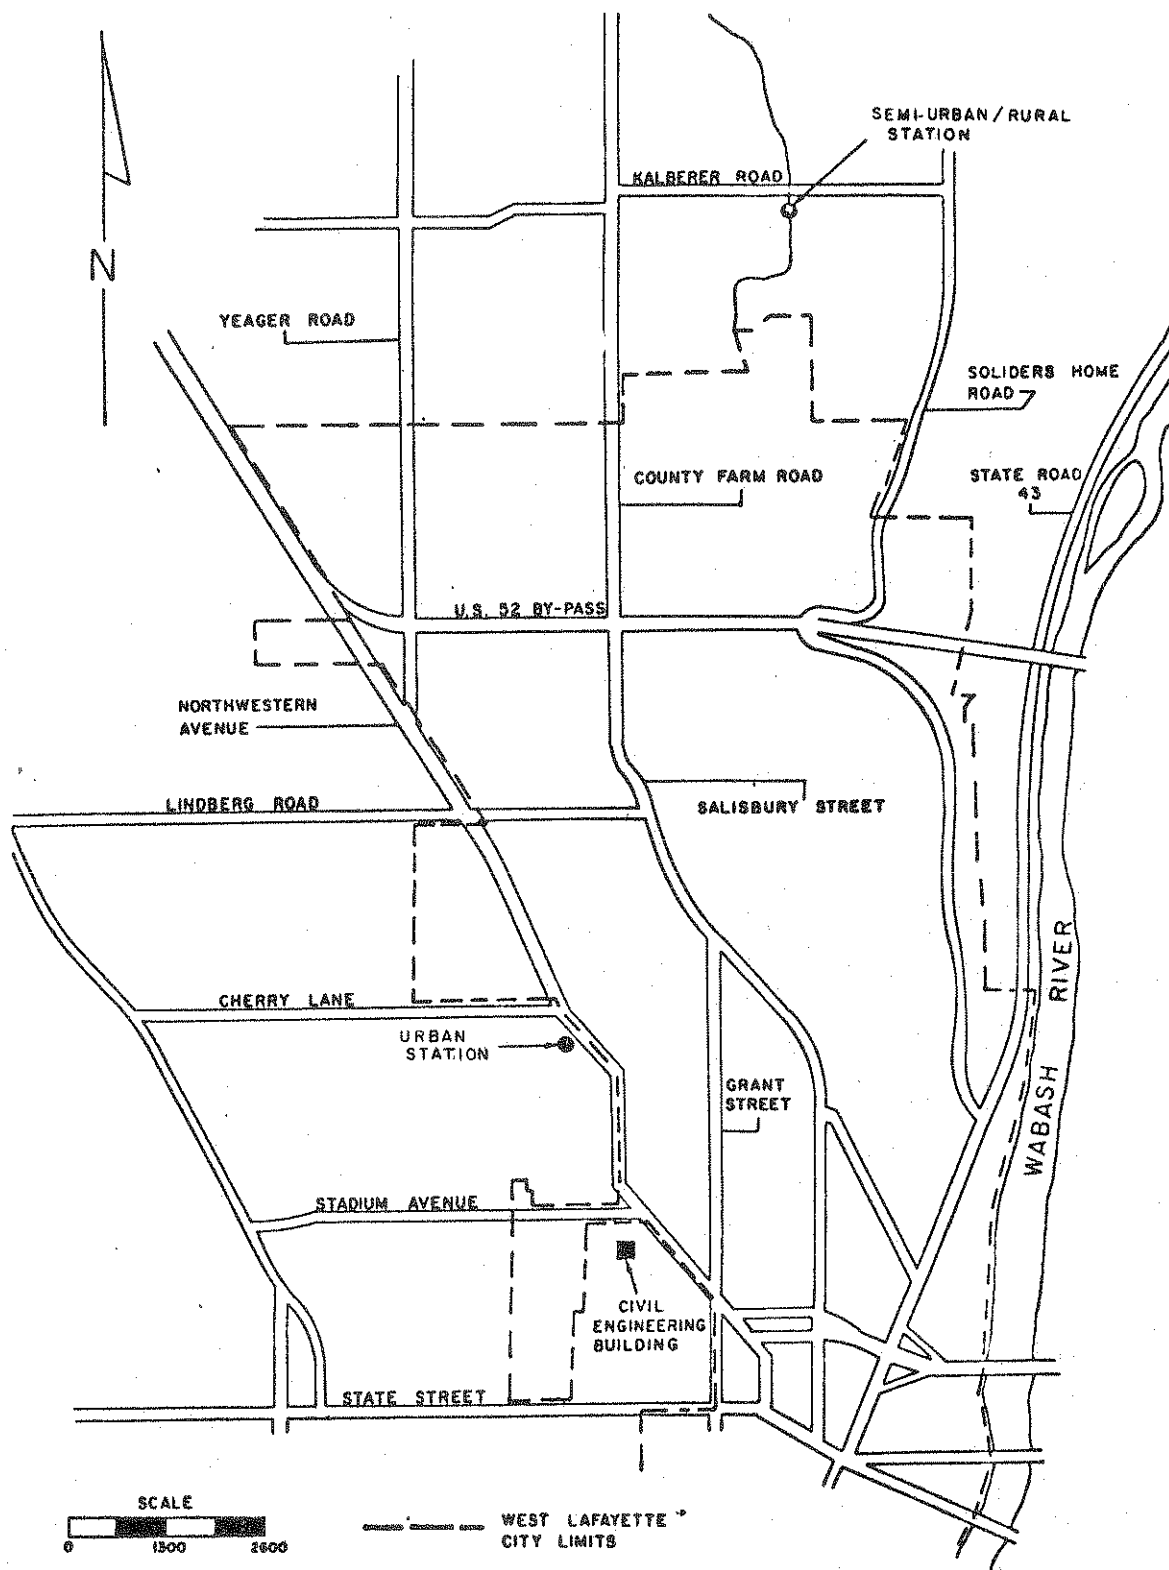 SEMI-URBAN / RURAL
STATION
KALBERER ROAD
N
YEAGER ROAD
SOLIDERS HOME
ROAD
COUNTY FARM ROAD
STATE ROAD
43
U.S. 52 BY-PASS
NORTHWESTERN
AVENUE
LINDBERG ROAD
SALISBURY STREET
CHERRY LANE
URBAN
STATION
GRANT
STREET
WABASH RIVER
STADIUM AVENUE
CIVIL
ENGINEERING
BUILDING
STATE STREET
SCALE
0 1300 2600
WEST LAFAYETTE
CITY LIMITS